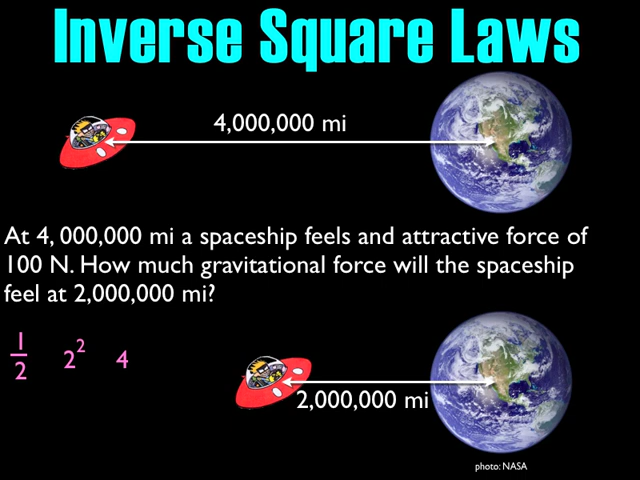 Inverse Square Laws
4,000,000 mi
At 4, 000,000 mi a spaceship feels and attractive force of
100 N. How much gravitational force will the spaceship
feel at 2,000,000 mi?
1
2
2²
4
2,000,000 mi
photo: NASA